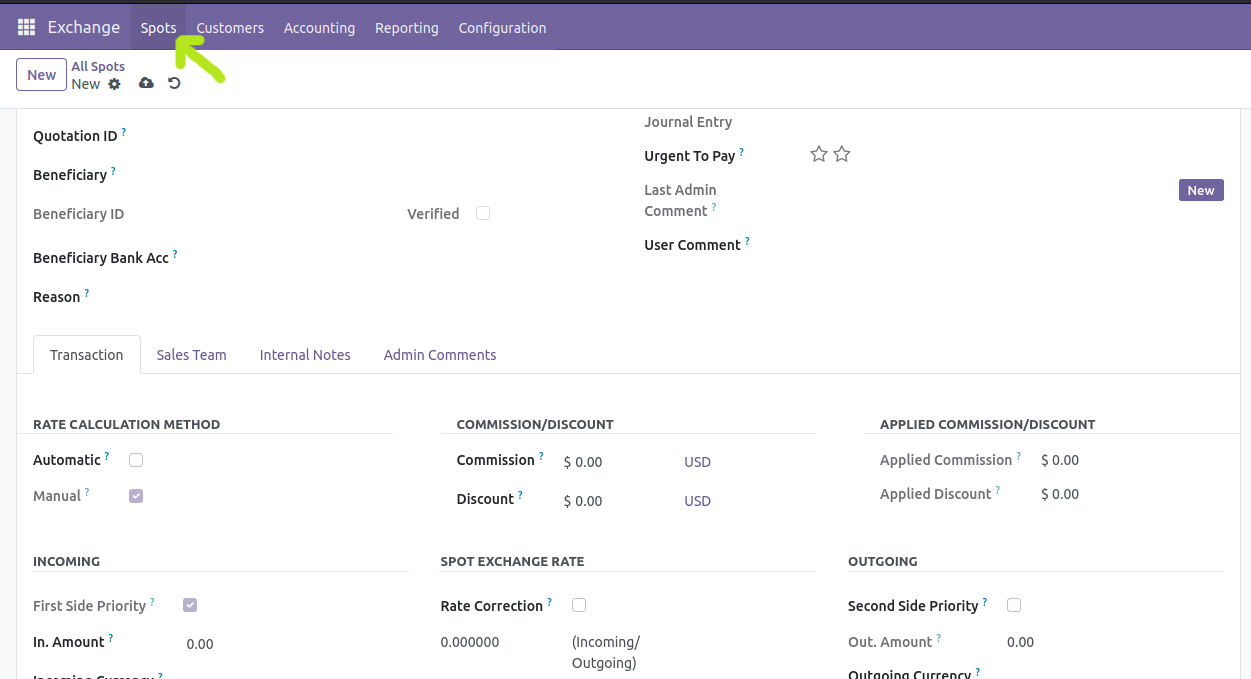 Exchange Spots Customers Accounting Reporting Configuration
New
All Spots
New
Quotation ID ?
Beneficiary ?
Beneficiary ID
Verified
Beneficiary Bank Acc ?
Reason ?
Journal Entry
Urgent To Pay ?
Last Admin
Comment ?
New
User Comment ?
Transaction Sales Team Internal Notes Admin Comments
RATE CALCULATION METHOD
Automatic ?
Manual ?
COMMISSION/DISCOUNT
Commission ? $ 0.00 USD
Discount ? $ 0.00 USD
APPLIED COMMISSION/DISCOUNT
Applied Commission ? $ 0.00
Applied Discount ? $ 0.00
INCOMING
First Side Priority ?
In. Amount ? 0.00
Incoming Currency ?
SPOT EXCHANGE RATE
Rate Correction ?
0.000000 (Incoming/
Outgoing)
OUTGOING
Second Side Priority ?
Out. Amount ? 0.00
Outgoing Currency ?